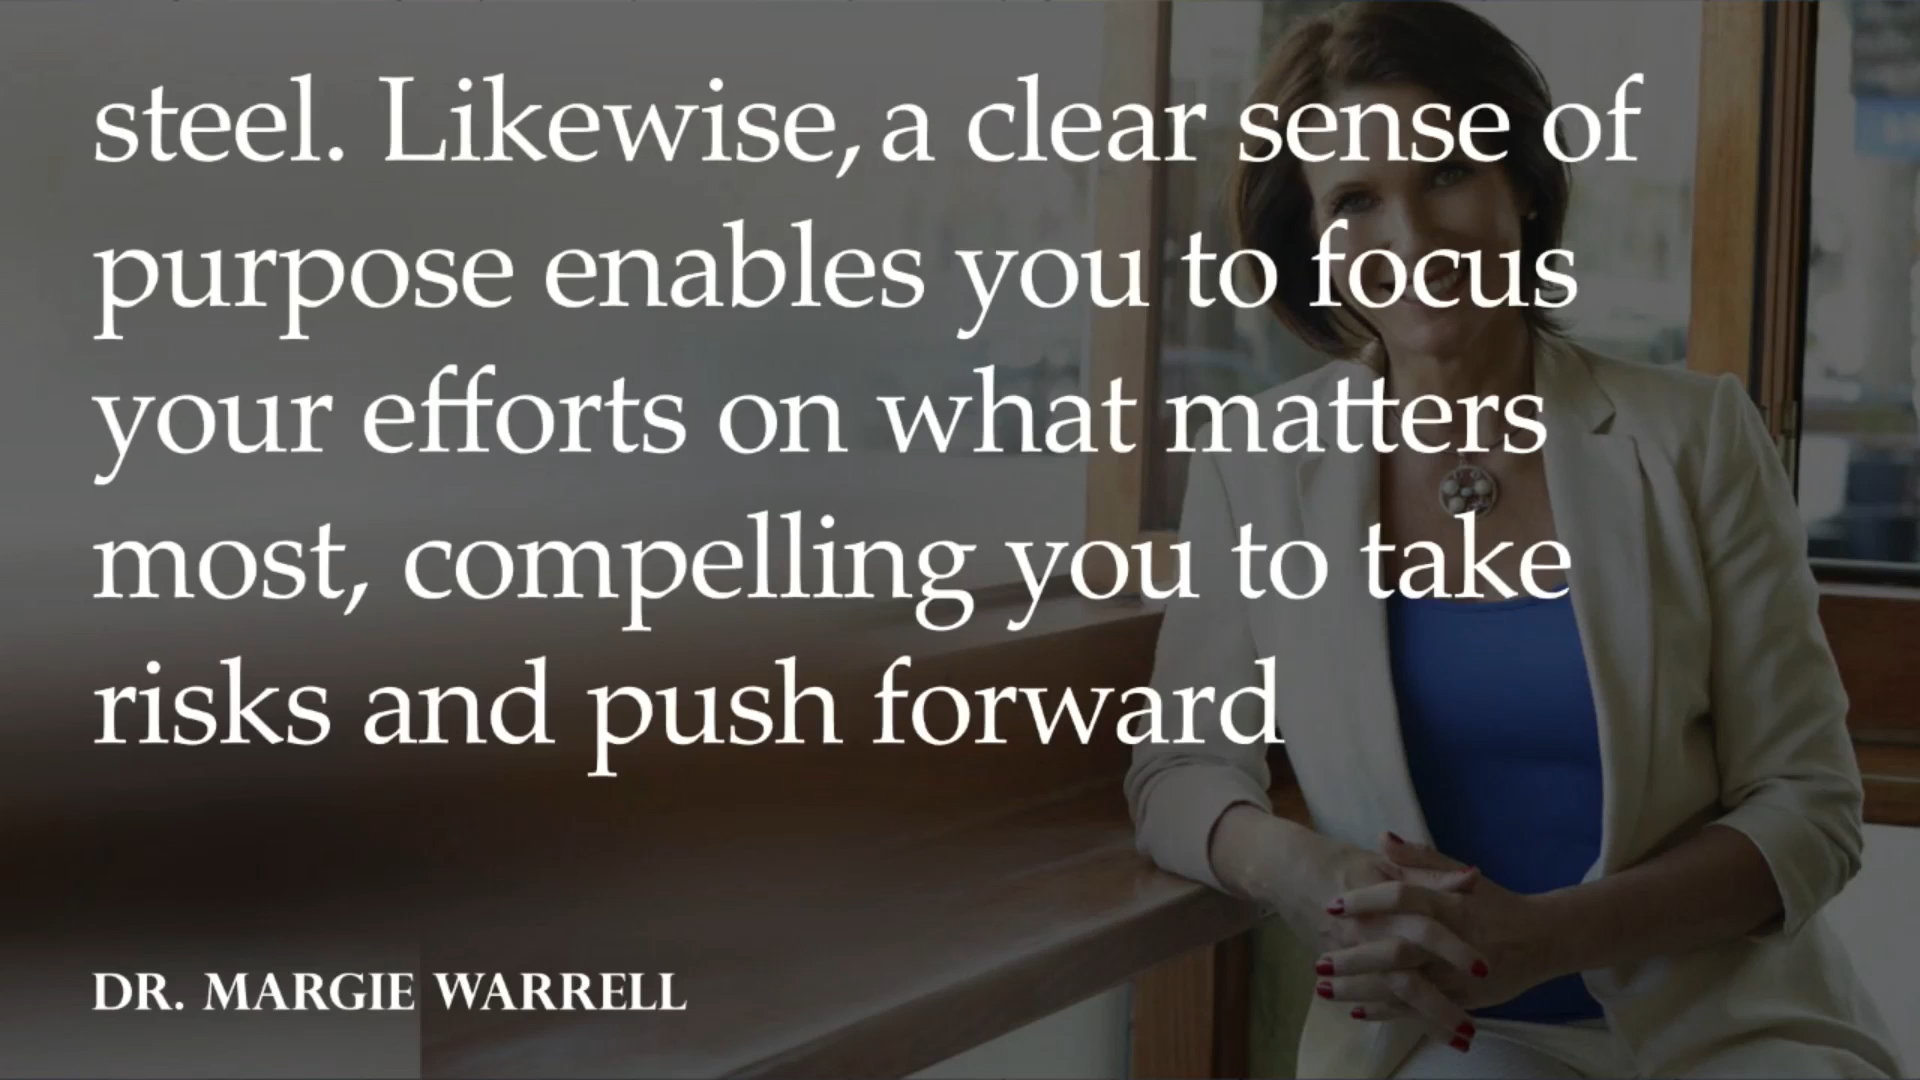 steel. Likewise, a clear sense of
purpose enables you to focus
your efforts on what matters
most, compelling you to take
risks and push forward
DR. MARGIE WARRELL